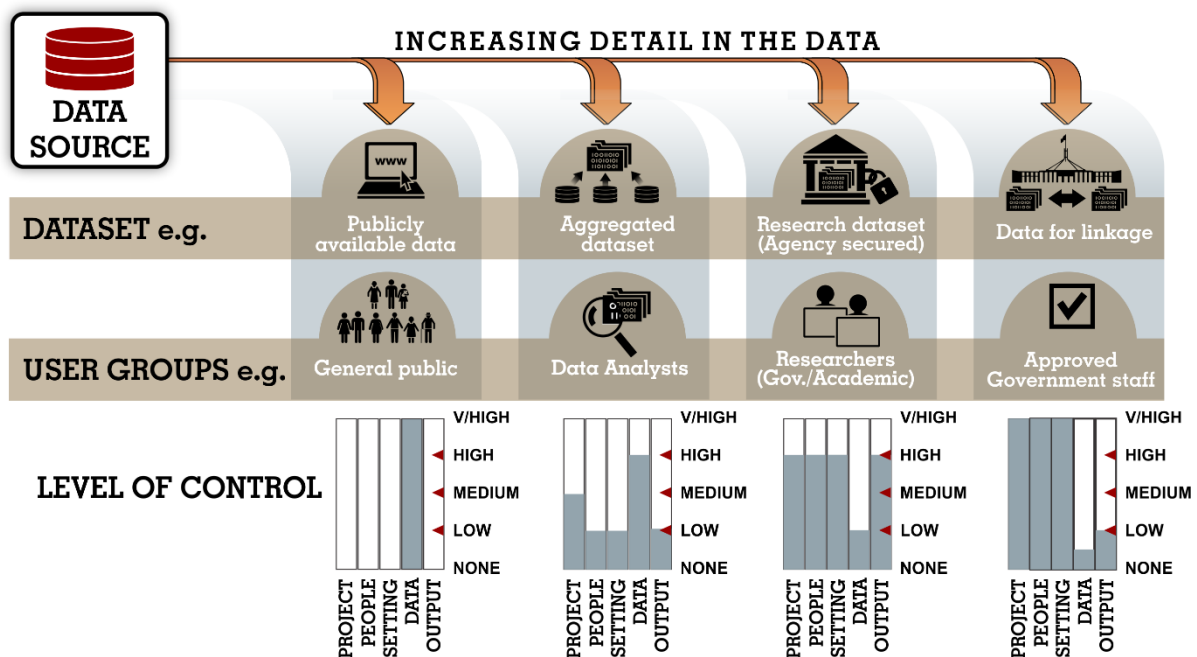 INCREASING DETAIL IN THE DATA
DATA
SOURCE
www
DATASET e.g.
Publicly
available data
Aggregated
dataset
Research dataset
(Agency secured)
Data for linkage
USER GROUPS e.g.
General public
Data Analysts
Researchers
(Gov./Academic)
Approved
Government staff
LEVEL OF CONTROL
V/HIGH
HIGH
MEDIUM
LOW
NONE
PROJECT
PEOPLE
SETTING
DATA
OUTPUT
V/HIGH
HIGH
MEDIUM
LOW
NONE
PROJECT
PEOPLE
SETTING
DATA
OUTPUT
V/HIGH
HIGH
MEDIUM
LOW
NONE
PROJECT
PEOPLE
SETTING
DATA
OUTPUT
V/HIGH
HIGH
MEDIUM
LOW
NONE
PROJECT
PEOPLE
SETTING
DATA
OUTPUT